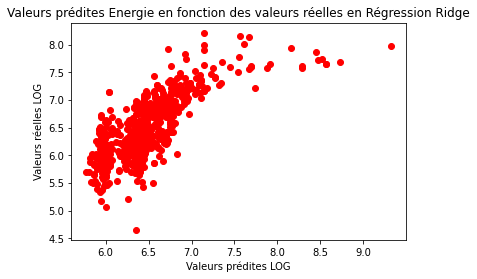 Valeurs prédites Energie en fonction des valeurs réelles en Régression Ridge
Valeurs réelles LOG
8.0
7.5
7.0
6.5
6.0
5.5
5.0
4.5
6.0 6.5 7.0 7.5 8.0 8.5 9.0
Valeurs prédites LOG